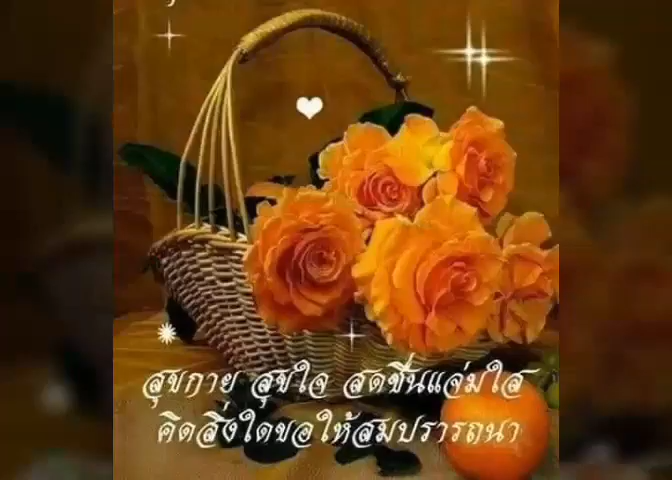 สุขกาย สุขใจ สดชื่นแจ่มใส
คิดสิ่งใดขอให้สมปรารถนา